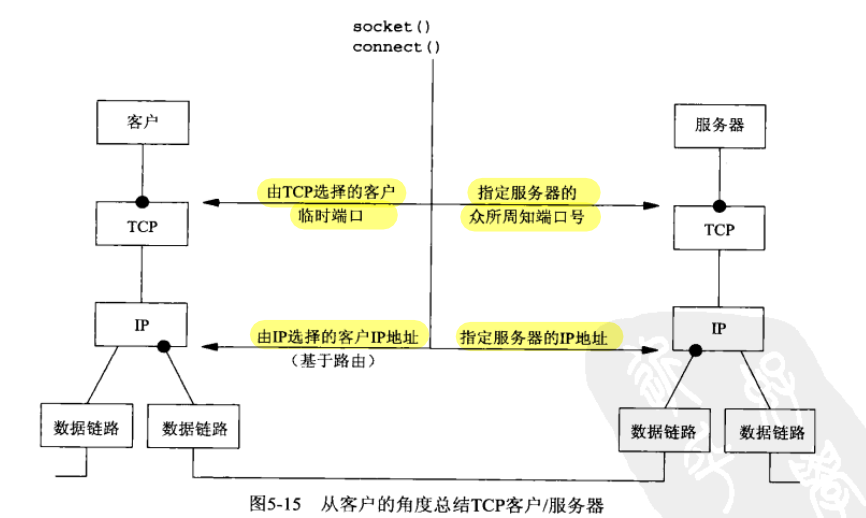 socket()
connect()
客户
服务器
由TCP选择的客户
临时端口
指定服务器的
众所周知端口号
TCP
TCP
IP
IP
由IP选择的客户IP地址
（基于路由）
指定服务器的IP地址
数据链路
数据链路
数据链路
数据链路
图5-15 从客户的角度总结TCP客户/服务器